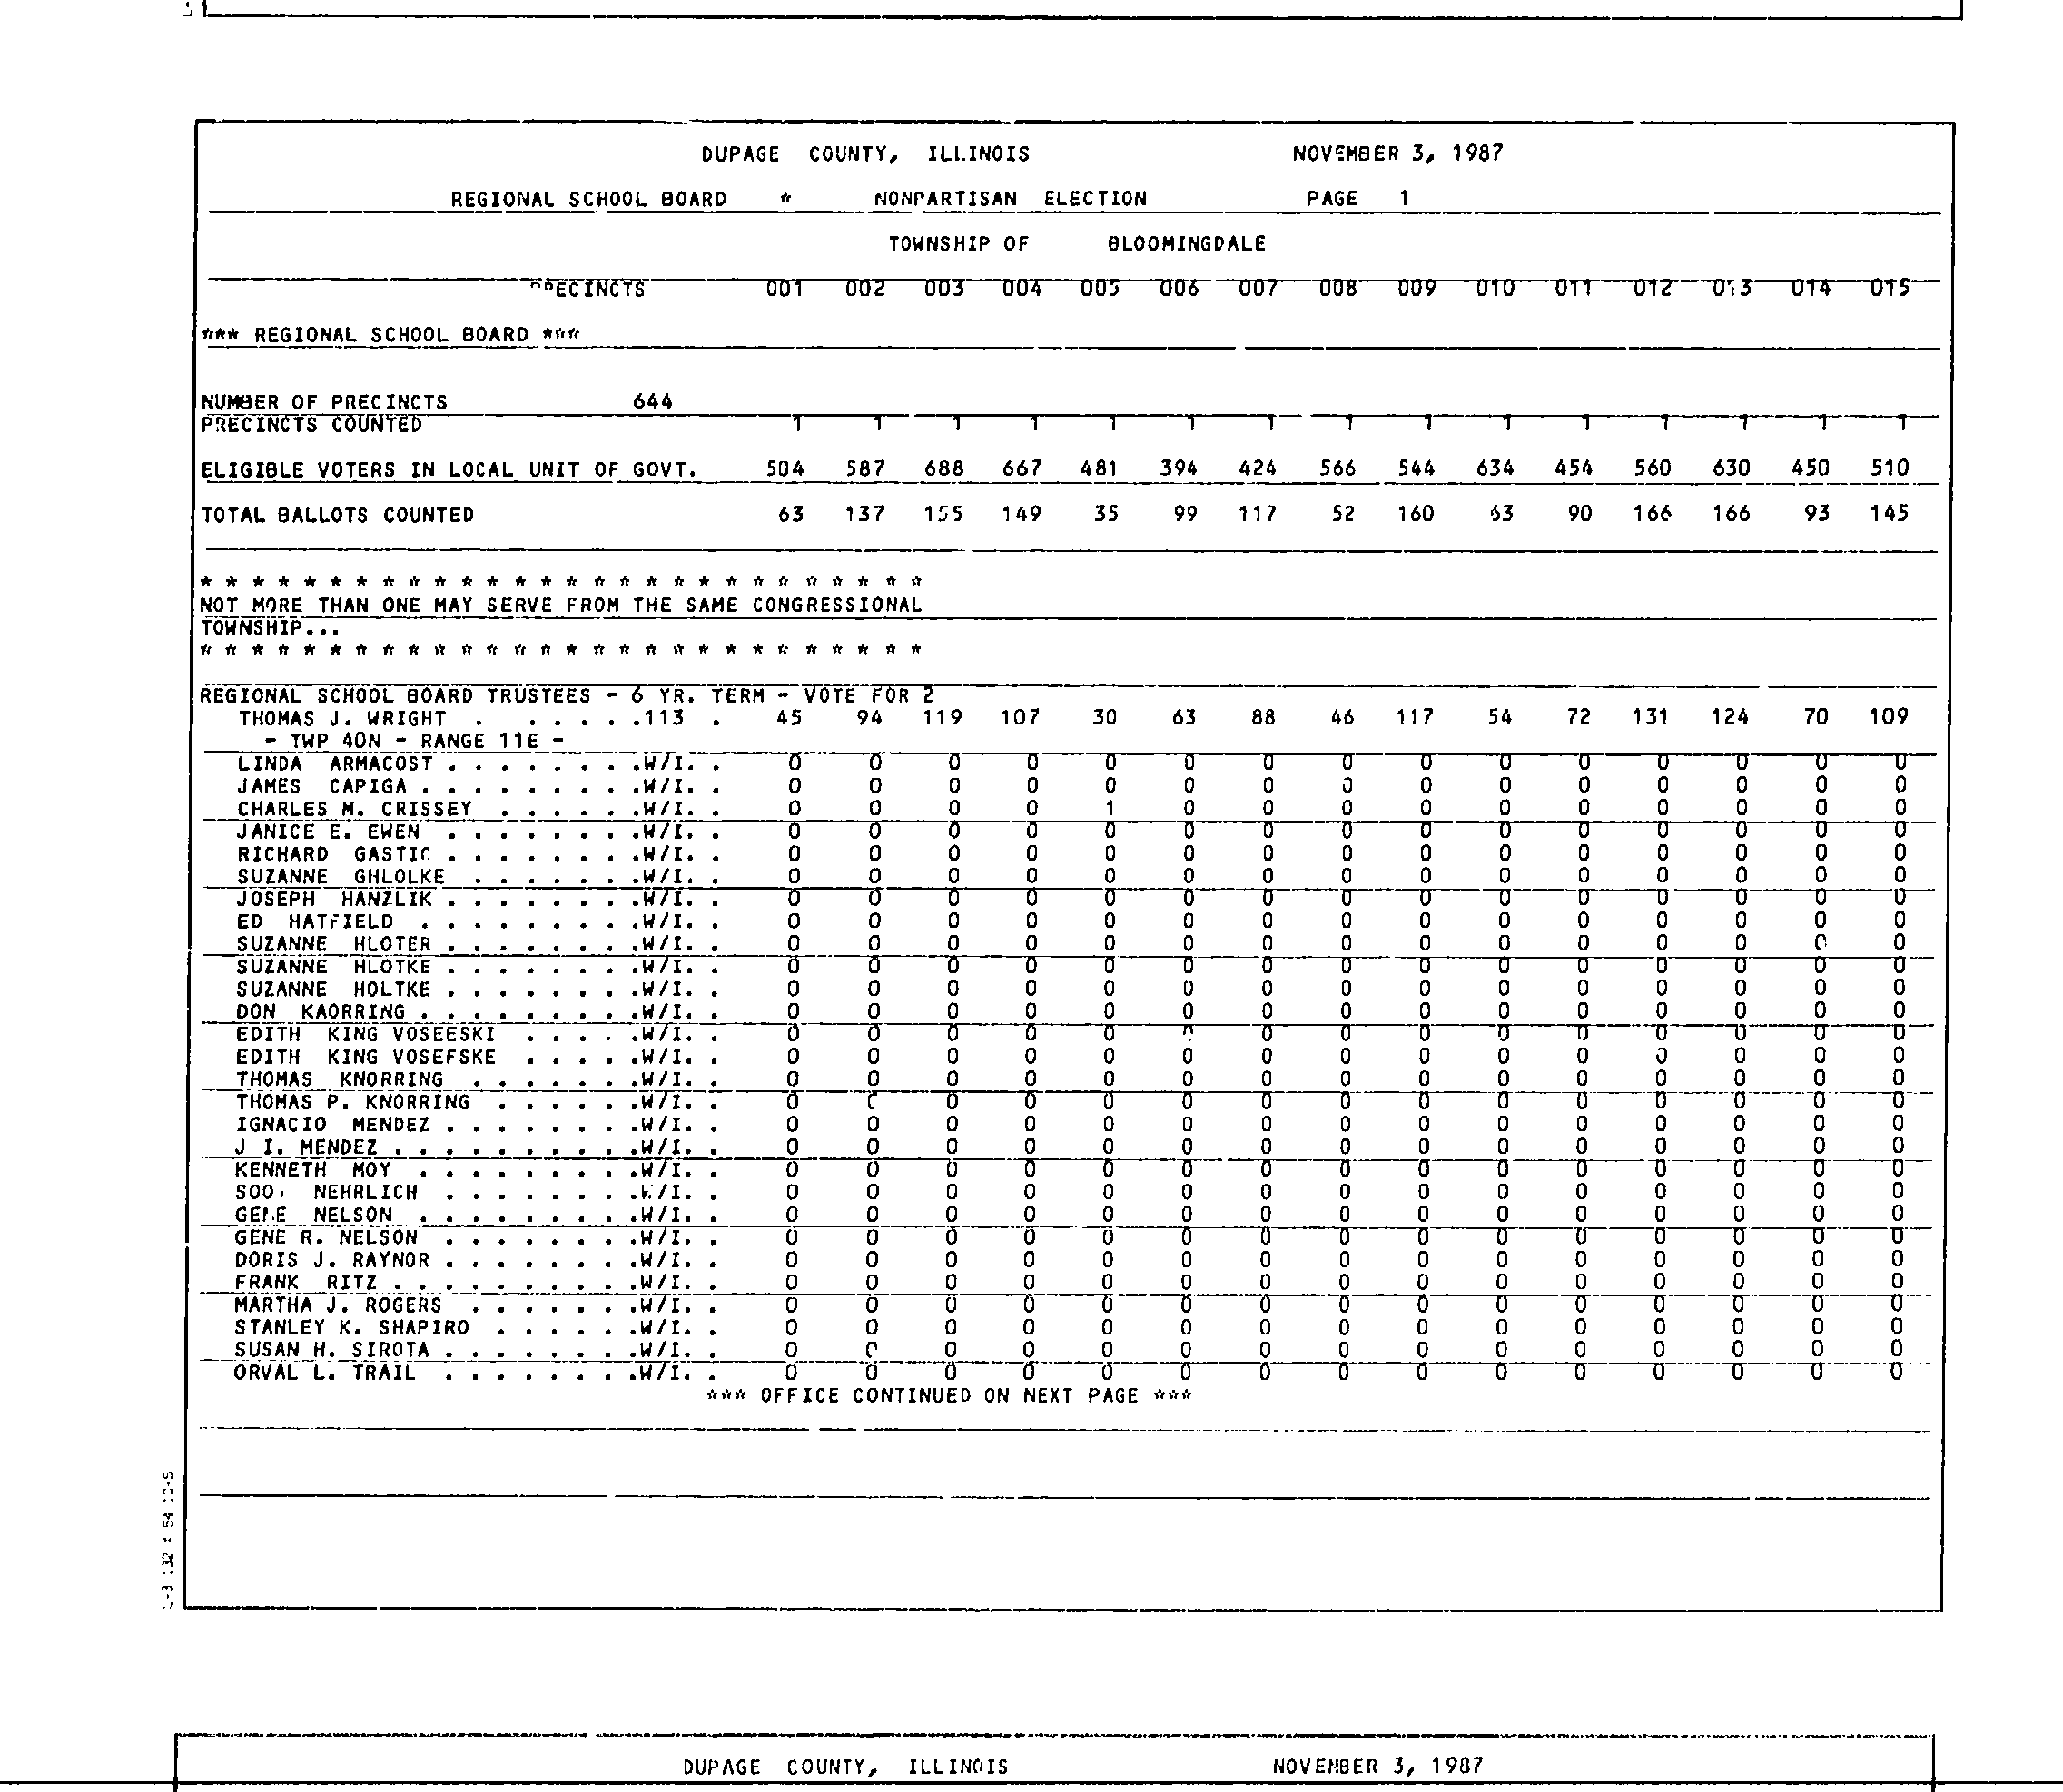 DUPAGE COUNTY, ILLINOIS NOVEMBER 3, 1987
REGIONAL SCHOOL BOARD * NONPARTISAN ELECTION PAGE 1
TOWNSHIP OF BLOOMINGDALE
PRECINCTS 001 002 003 004 005 006 007 008 009 010 011 012 013 014 015
*** REGIONAL SCHOOL BOARD ***
NUMBER OF PRECINCTS 644
PRECINCTS COUNTED 1 1 1 1 1 1 1 1 1 1 1 1 1 1 1
ELIGIBLE VOTERS IN LOCAL UNIT OF GOVT. 504 587 688 667 481 394 424 566 544 634 454 560 630 450 510
TOTAL BALLOTS COUNTED 63 137 155 149 35 99 117 52 160 63 90 166 166 93 145
* * * * * * * * * * * * * * * * * * * * * * * * * * * *
NOT MORE THAN ONE MAY SERVE FROM THE SAME CONGRESSIONAL
TOWNSHIP...
* * * * * * * * * * * * * * * * * * * * * * * * * * * *
REGIONAL SCHOOL BOARD TRUSTEES - 6 YR. TERM - VOTE FOR 2
THOMAS J. WRIGHT . . . . . .113 . 45 94 119 107 30 63 88 46 117 54 72 131 124 70 109
- TWP 40N - RANGE 11E -
LINDA ARMACOST . . . . . . . .W/I. . 0 0 0 0 0 0 0 0 0 0 0 0 0 0 0
JAMES CAPIGA . . . . . . . . .W/I. . 0 0 0 0 0 0 0 0 0 0 0 0 0 0 0
CHARLES M. CRISSEY . . . . . .W/I. . 0 0 0 0 1 0 0 0 0 0 0 0 0 0 0
JANICE E. EWEN . . . . . . . .W/I. . 0 0 0 0 0 0 0 0 0 0 0 0 0 0 0
RICHARD GASTIC . . . . . . . .W/I. . 0 0 0 0 0 0 0 0 0 0 0 0 0 0 0
SUZANNE GHLOLKE . . . . . . .W/I. . 0 0 0 0 0 0 0 0 0 0 0 0 0 0 0
JOSEPH HANZLIK . . . . . . . .W/I. . 0 0 0 0 0 0 0 0 0 0 0 0 0 0 0
ED HATFIELD . . . . . . . . .W/I. . 0 0 0 0 0 0 0 0 0 0 0 0 0 0 0
SUZANNE HLOTER . . . . . . . .W/I. . 0 0 0 0 0 0 0 0 0 0 0 0 0 0 0
SUZANNE HLOTKE . . . . . . . .W/I. . 0 0 0 0 0 0 0 0 0 0 0 0 0 0 0
SUZANNE HOLTKE . . . . . . . .W/I. . 0 0 0 0 0 0 0 0 0 0 0 0 0 0 0
DON KAORRING . . . . . . . . .W/I. . 0 0 0 0 0 0 0 0 0 0 0 0 0 0 0
EDITH KING VOSEESKI . . . . .W/I. . 0 0 0 0 0 0 0 0 0 0 0 0 0 0 0
EDITH KING VOSEFSKE . . . . .W/I. . 0 0 0 0 0 0 0 0 0 0 0 0 0 0 0
THOMAS KNORRING . . . . . . .W/I. . 0 0 0 0 0 0 0 0 0 0 0 0 0 0 0
THOMAS P. KNORRING . . . . . .W/I. . 0 0 0 0 0 0 0 0 0 0 0 0 0 0 0
IGNACIO MENDEZ . . . . . . . .W/I. . 0 0 0 0 0 0 0 0 0 0 0 0 0 0 0
J I. MENDEZ . . . . . . . . . .W/I. . 0 0 0 0 0 0 0 0 0 0 0 0 0 0 0
KENNETH MOY . . . . . . . . .W/I. . 0 0 0 0 0 0 0 0 0 0 0 0 0 0 0
NEHRLICH . . . . . . . .W/I. . 0 0 0 0 0 0 0 0 0 0 0 0 0 0 0
GENE NELSON . . . . . . . . .W/I. . 0 0 0 0 0 0 0 0 0 0 0 0 0 0 0
GENE R. NELSON . . . . . . . .W/I. . 0 0 0 0 0 0 0 0 0 0 0 0 0 0 0
DORIS J. RAYNOR . . . . . . . .W/I. . 0 0 0 0 0 0 0 0 0 0 0 0 0 0 0
FRANK RITZ . . . . . . . . . .W/I. . 0 0 0 0 0 0 0 0 0 0 0 0 0 0 0
MARTHA J. ROGERS . . . . . . .W/I. . 0 0 0 0 0 0 0 0 0 0 0 0 0 0 0
STANLEY K. SHAPIRO . . . . . .W/I. . 0 0 0 0 0 0 0 0 0 0 0 0 0 0 0
SUSAN H. SIROTA . . . . . . . .W/I. . 0 0 0 0 0 0 0 0 0 0 0 0 0 0 0
ORVAL L. TRAIL . . . . . . . .W/I. . 0 0 0 0 0 0 0 0 0 0 0 0 0 0 0
*** OFFICE CONTINUED ON NEXT PAGE ***
DUPAGE COUNTY, ILLINOIS NOVEMBER 3, 1987